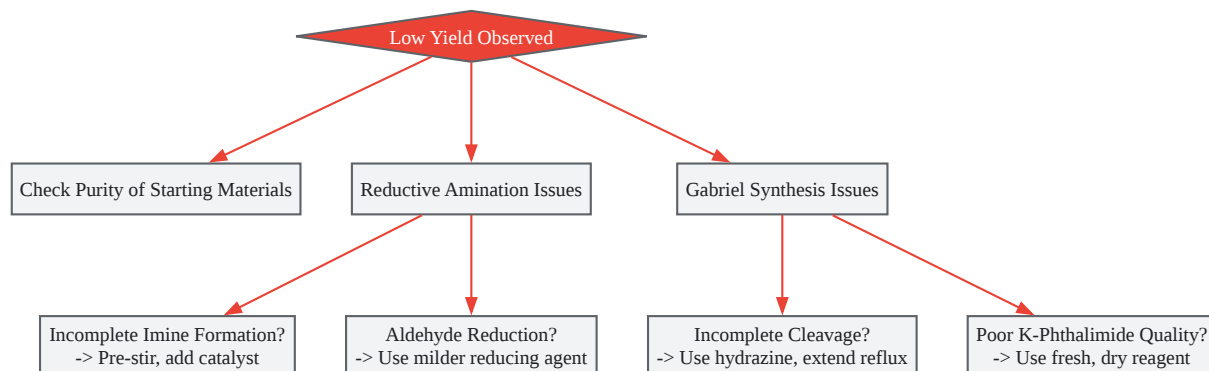 Low Yield Observed
Check Purity of Starting Materials
Reductive Amination Issues
Gabriel Synthesis Issues
Incomplete Imine Formation?
-> Pre-stir, add catalyst
Aldehyde Reduction?
-> Use milder reducing agent
Incomplete Cleavage?
-> Use hydrazine, extend reflux
Poor K-Phthalimide Quality?
-> Use fresh, dry reagent